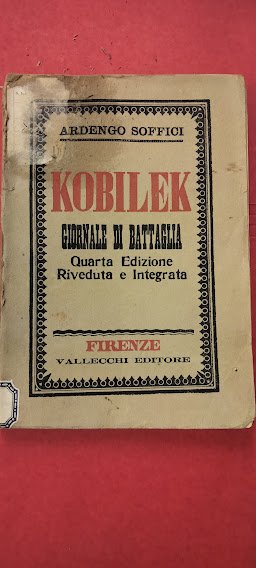 ARDENGO SOFFICI
KOBILEK
GIORNALE DI BATTAGLIA
Quarta Edizione
Riveduta e Integrata
FIRENZE
VALLECCHI EDITORE